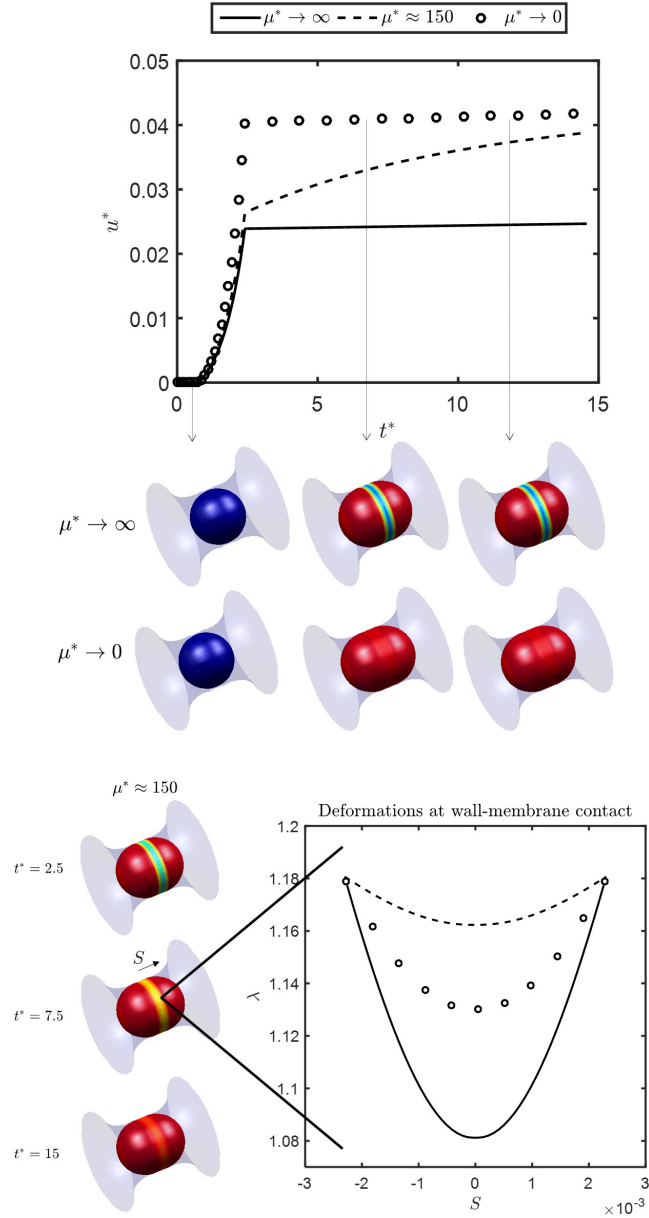 μ* → ∞ μ* ≈ 150 μ* → 0
0.05
0.04
0.03
0.02
0.01
0
u*
0 5 10 15
t*
μ* → ∞
μ* → 0
μ* ≈ 150
t* = 2.5
S
t* = 7.5
t* = 15
Deformations at wall-membrane contact
1.2
1.18
1.16
1.14
1.13
1.1
1.08
λ
-3 -2 -1 0 1 2 3
S
×10⁻³